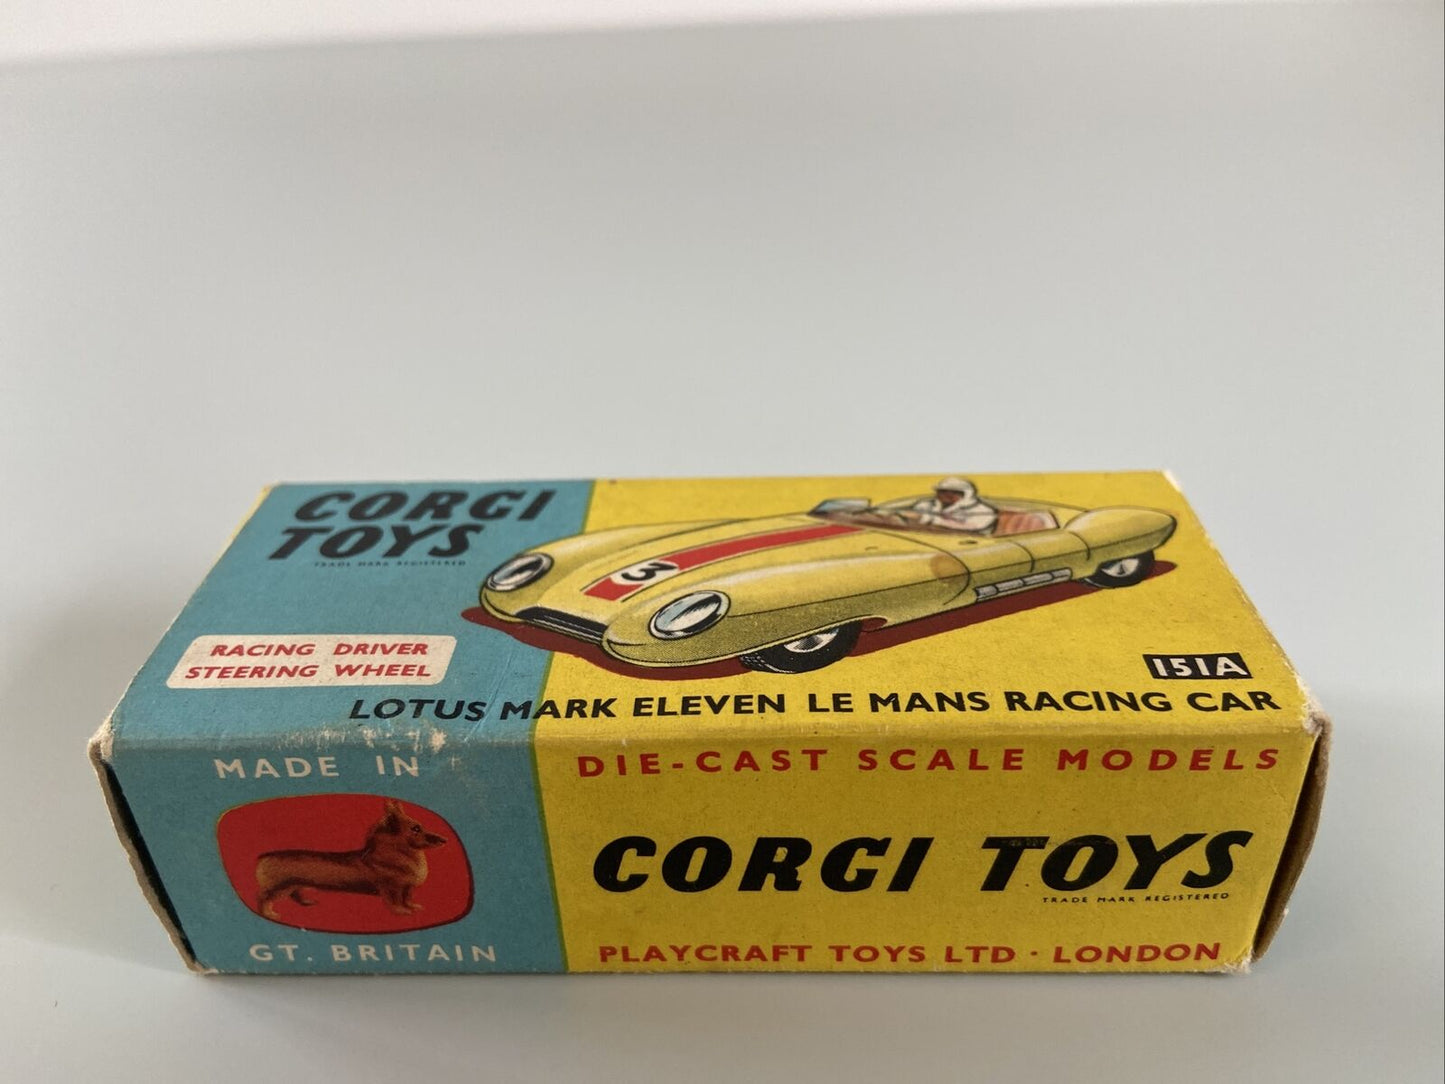 CORGI
TOYS
TRADE MARK REGISTERED
RACING DRIVER
STEERING WHEEL
3
151A
LOTUS MARK ELEVEN LE MANS RACING CAR
MADE IN
GT. BRITAIN
DIE-CAST SCALE MODELS
CORGI TOYS
TRADE MARK REGISTERED
PLAYCRAFT TOYS LTD · LONDON